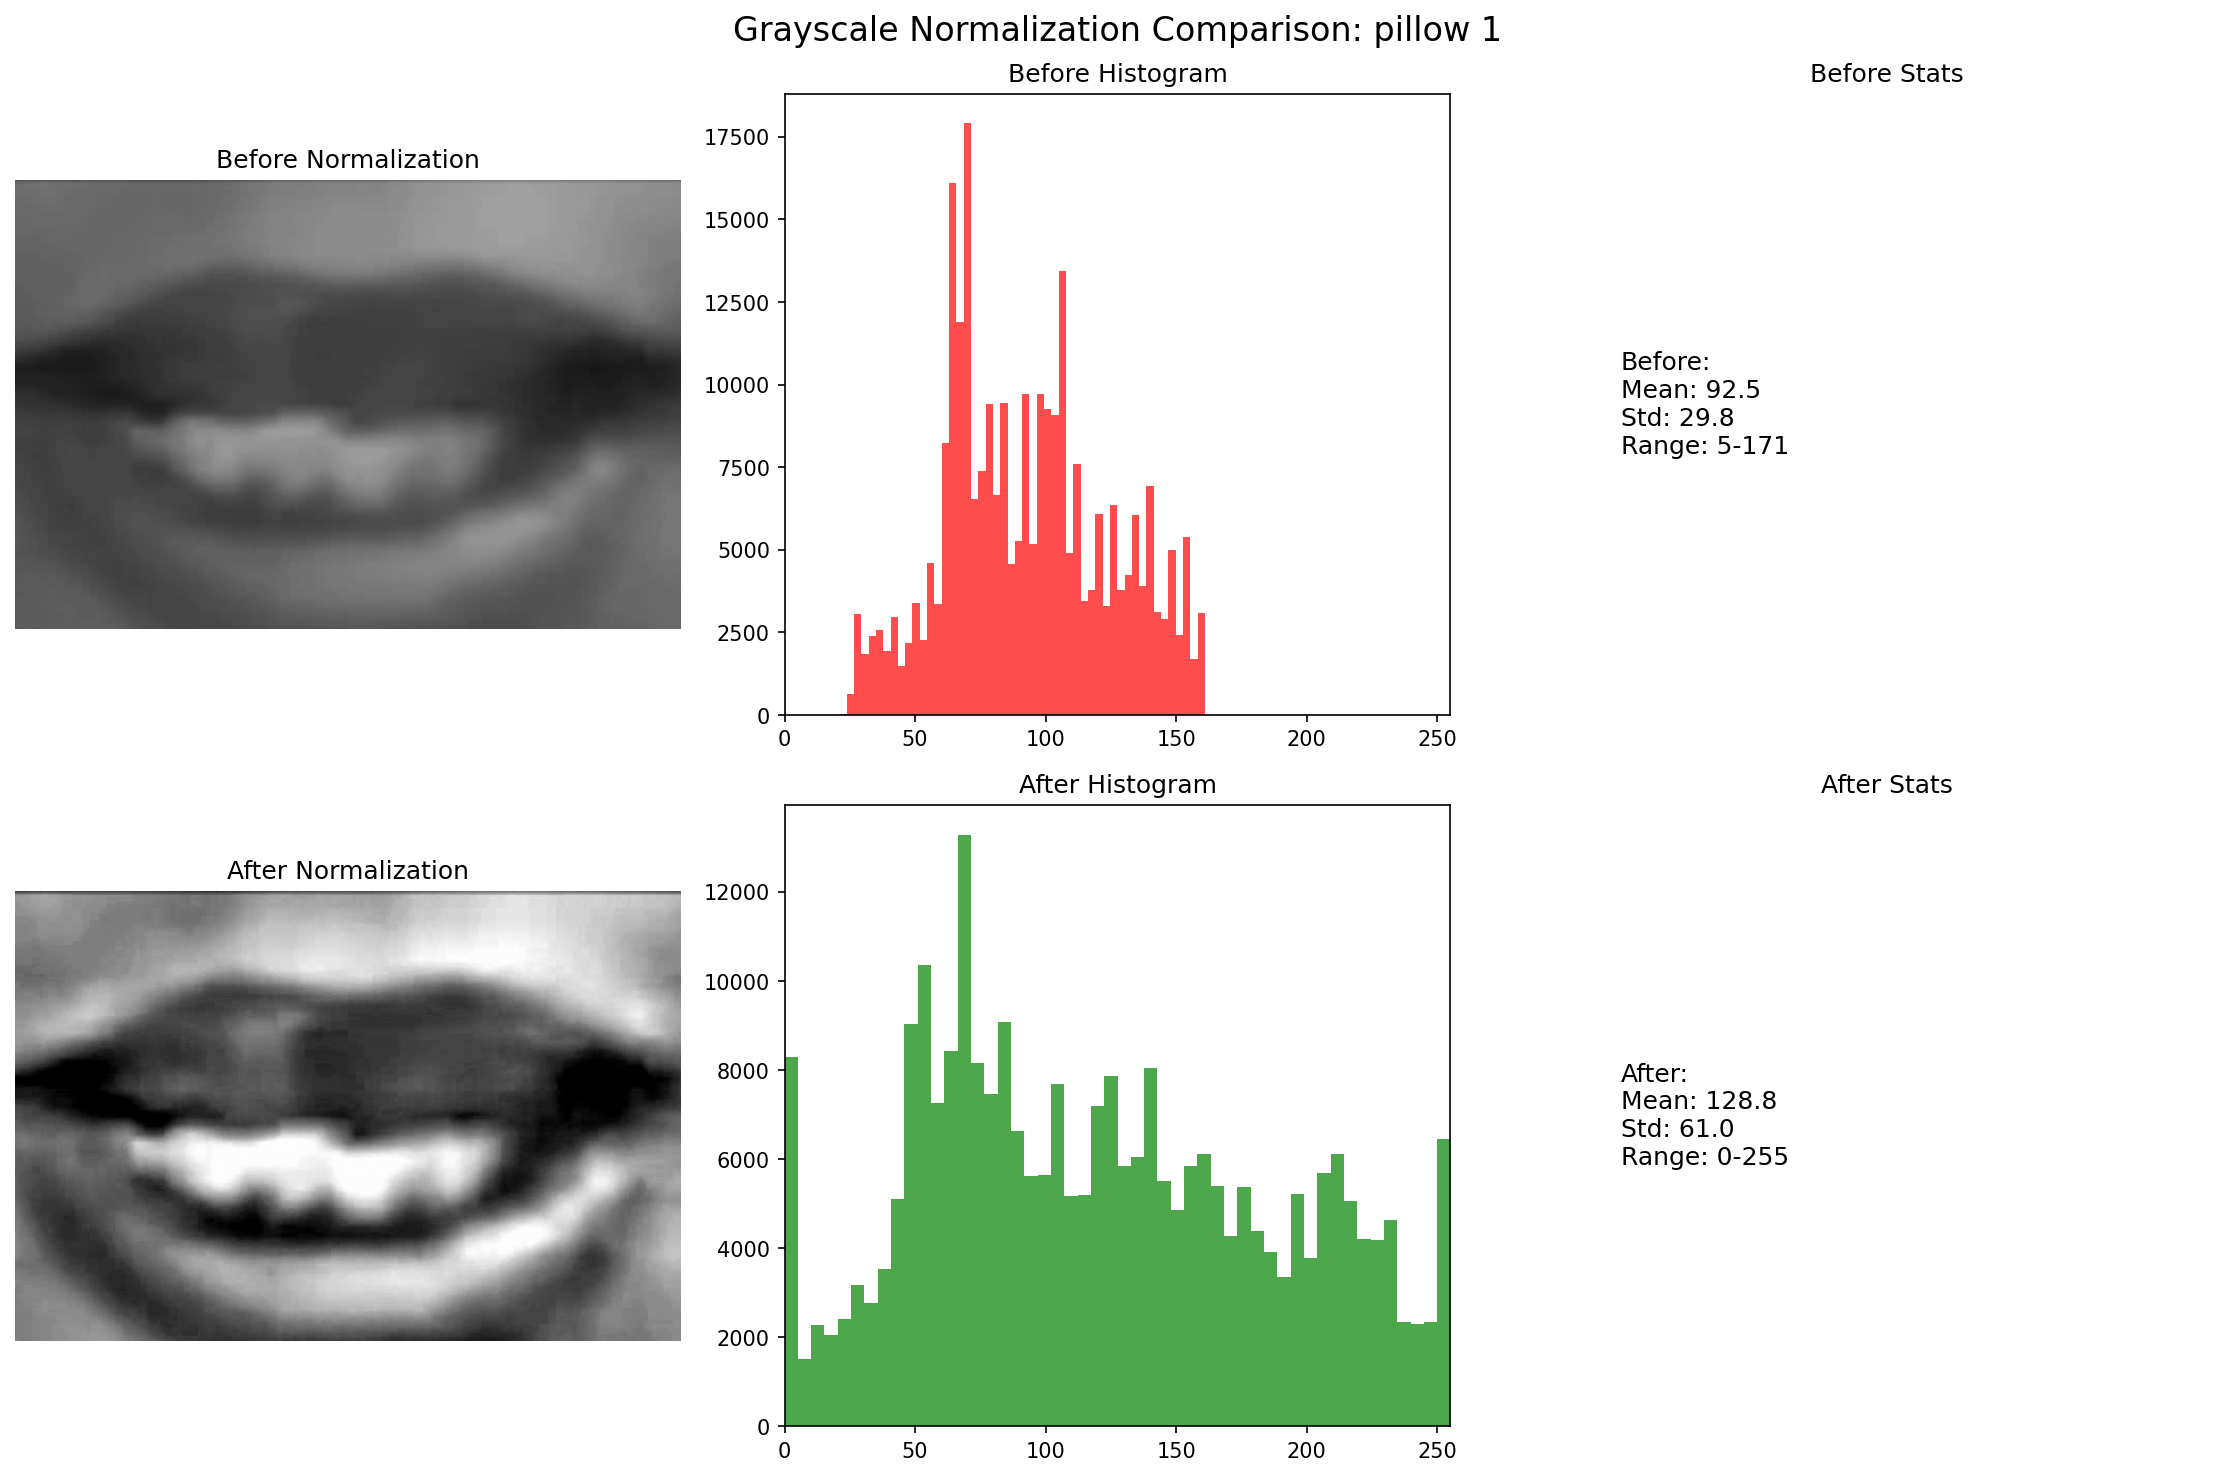 Grayscale Normalization Comparison: pillow 1
Before Normalization
Before Histogram
17500
15000
12500
10000
7500
5000
2500
0
0 50 100 150 200 250
Before Stats
Before:
Mean: 92.5
Std: 29.8
Range: 5-171
After Normalization
After Histogram
12000
10000
8000
6000
4000
2000
0
0 50 100 150 200 250
After Stats
After:
Mean: 128.8
Std: 61.0
Range: 0-255